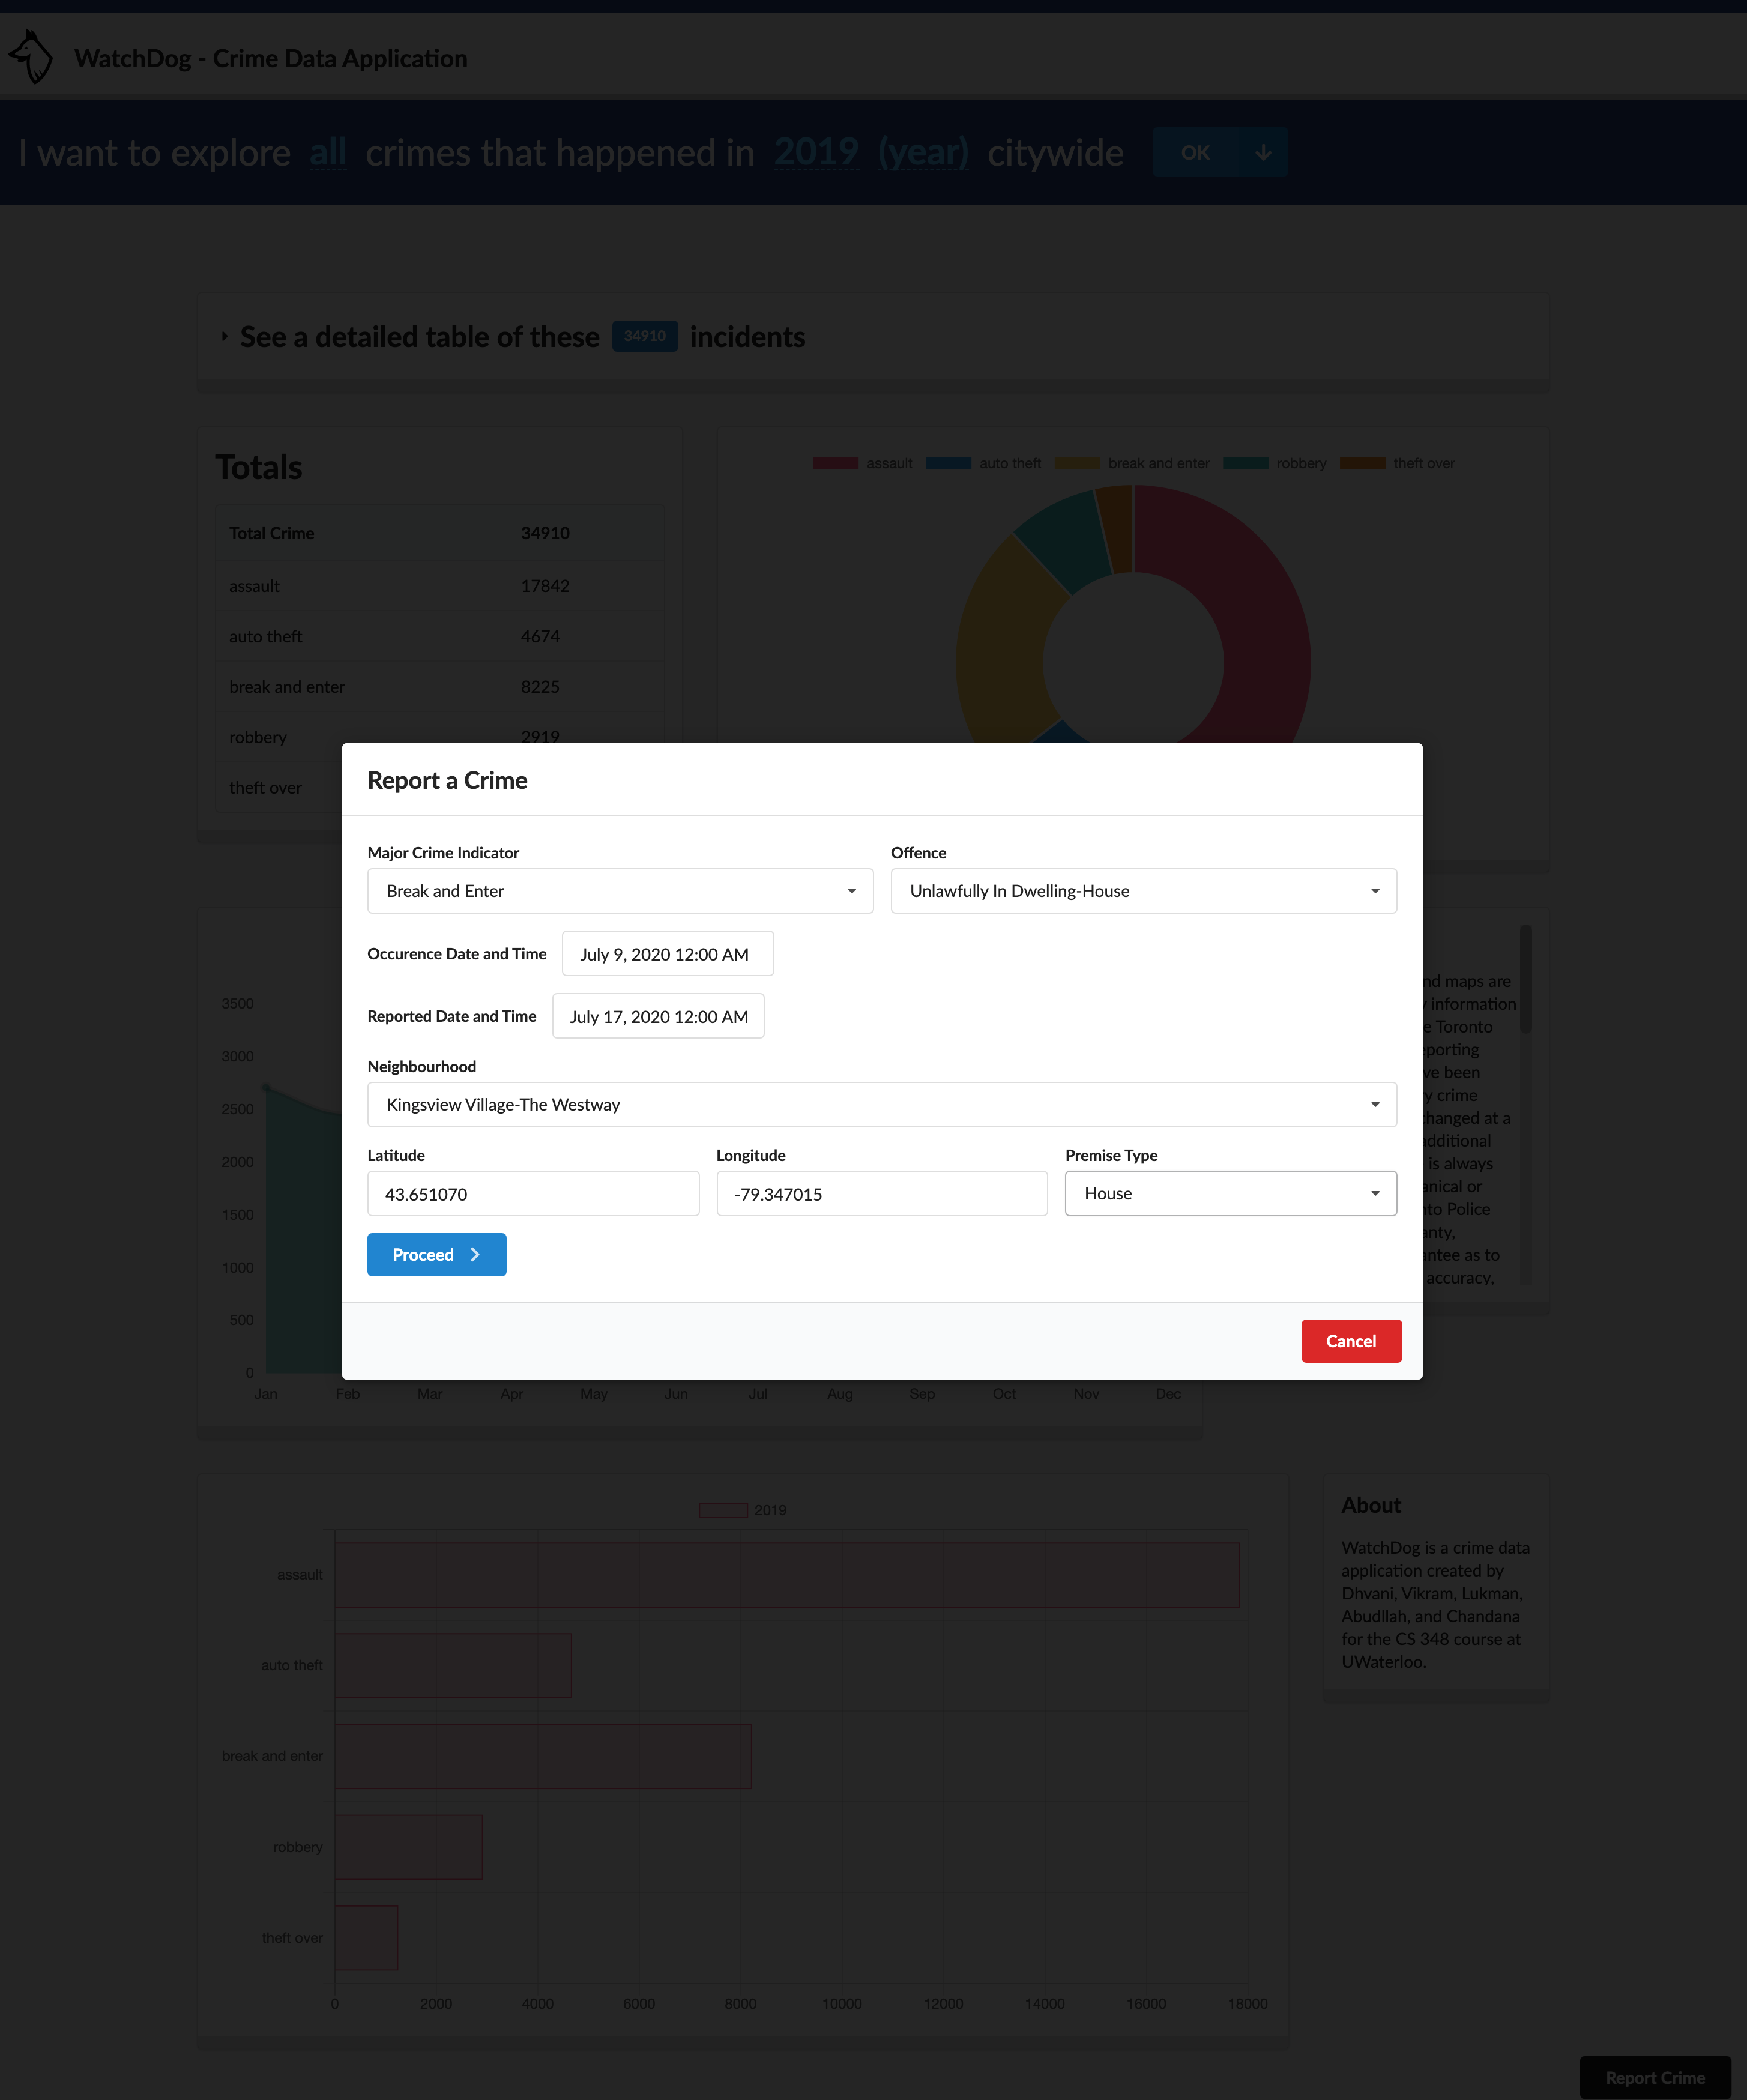 WatchDog - Crime Data Application
I want to explore all crimes that happened in 2019 (year) citywide OK
See a detailed table of these 34910 incidents
Totals
Total Crime 34910
assault 17842
auto theft 4674
break and enter 8225
robbery 2919
theft over
assault auto theft break and enter robbery theft over
Report a Crime
Major Crime Indicator Offence
Break and Enter Unlawfully In Dwelling-House
Occurence Date and Time July 9, 2020 12:00 AM
Reported Date and Time July 17, 2020 12:00 AM
Neighbourhood
Kingsview Village-The Westway
Latitude Longitude Premise Type
43.651070 -79.347015 House
Proceed
Cancel
3500
3000
2500
2000
1500
1000
500
0
Jan Feb Mar Apr May Jun Jul Aug Sep Oct Nov Dec
nd maps are
information
e Toronto
porting
ve been
y crime
changed at a
additional
is always
anical or
nto Police
anty,
antee as to
accuracy,
2019
assault
auto theft
break and enter
robbery
theft over
0 2000 4000 6000 8000 10000 12000 14000 16000 18000
About
WatchDog is a crime data
application created by
Dhvani, Vikram, Lukman,
Abudllah, and Chandana
for the CS 348 course at
UWaterloo.
Report Crime